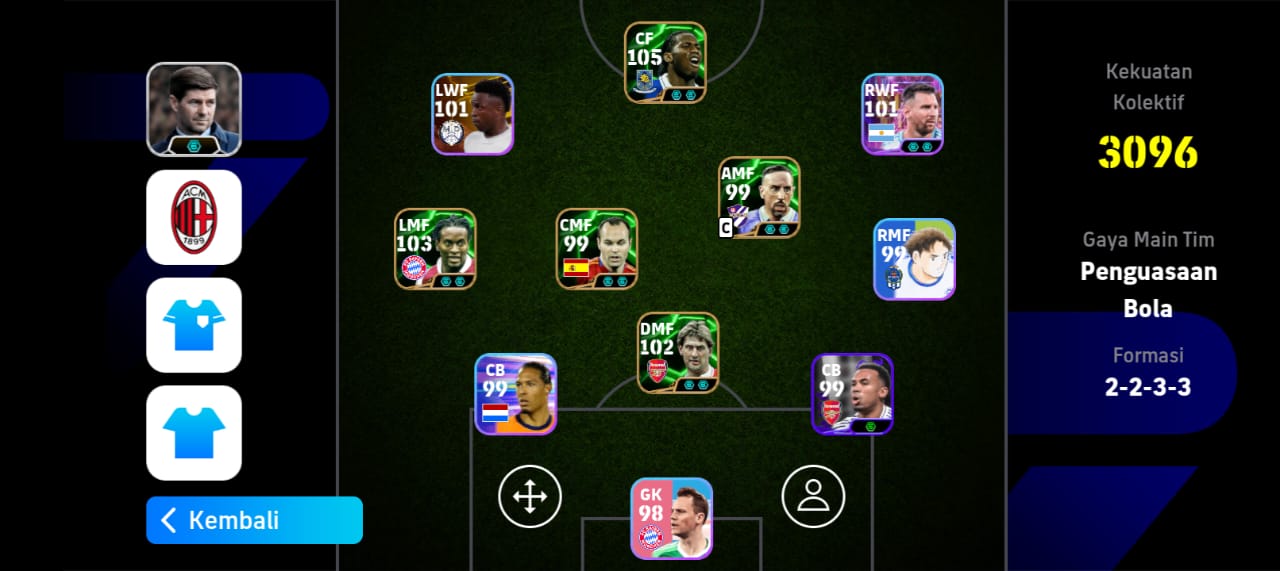 CF
105
LWF
101
RWF
101
AMF
99
C
LMF
103
CMF
99
RMF
99
DMF
102
CB
99
CB
99
GK
98
ACM
1899
Kembali
Kekuatan
Kolektif
3096
Gaya Main Tim
Penguasaan
Bola
Formasi
2-2-3-3